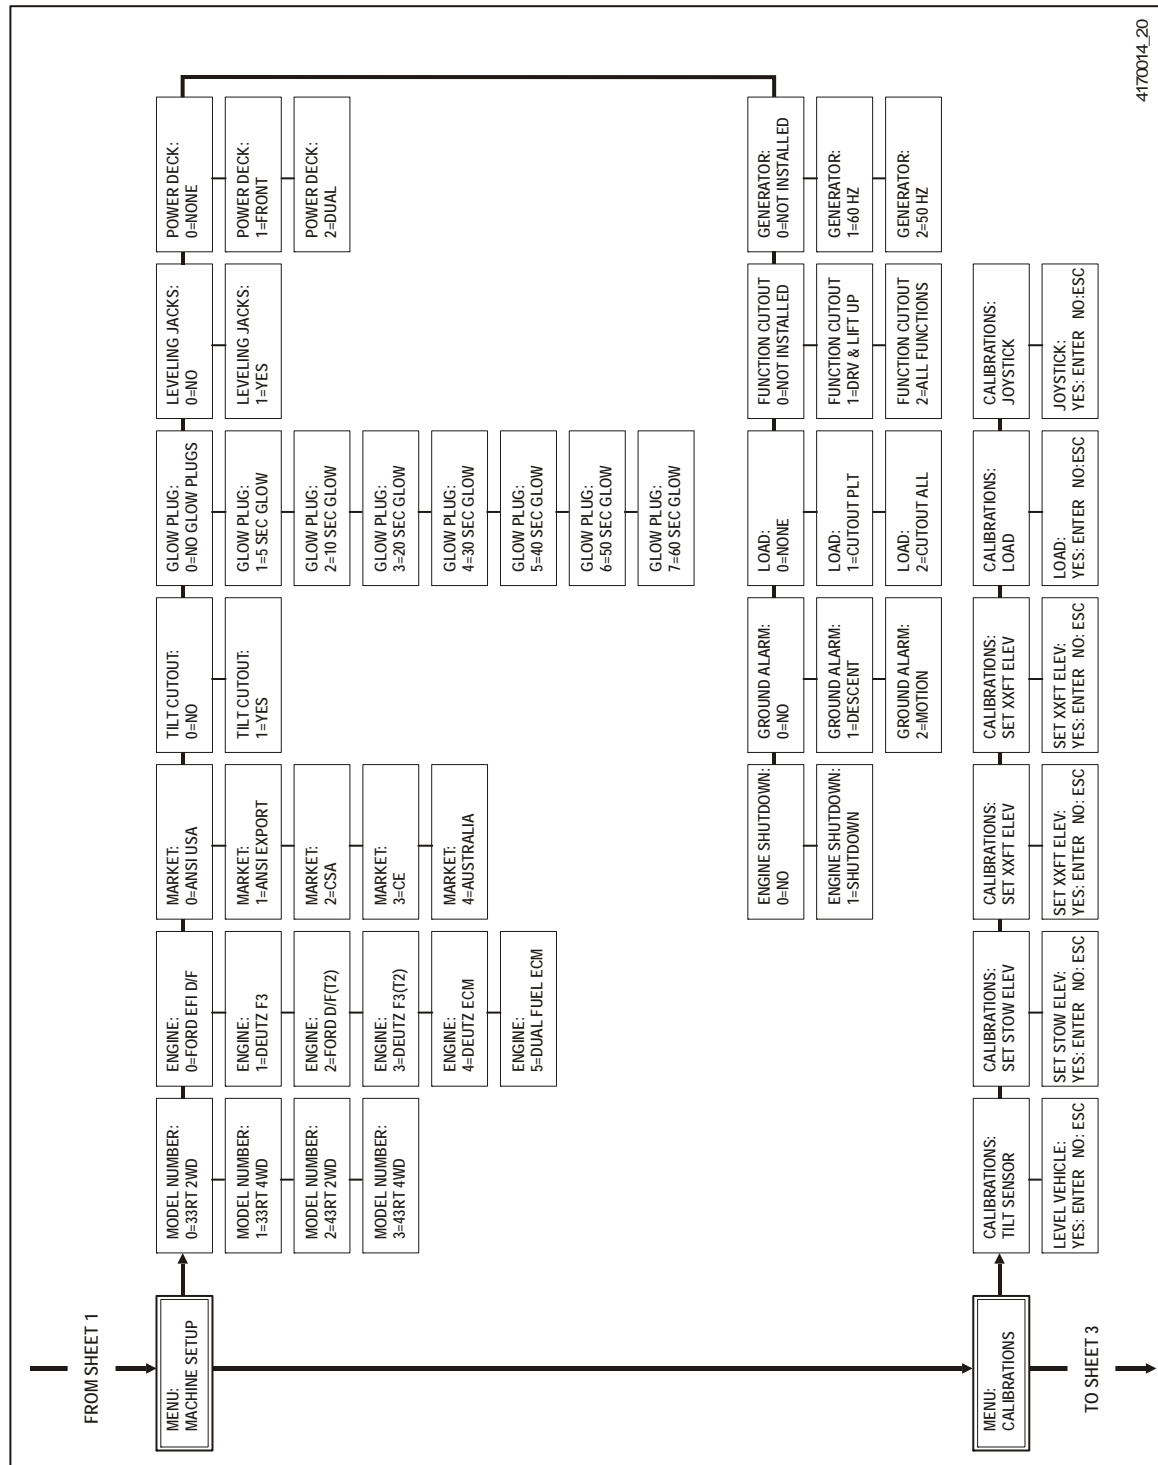 FROM SHEET 1
MENU:
MACHINE SETUP
MODEL NUMBER:
0=33RT 2WD
MODEL NUMBER:
1=33RT 4WD
MODEL NUMBER:
2=43RT 2WD
MODEL NUMBER:
3=43RT 4WD
ENGINE:
0=FORD EFI D/F
ENGINE:
1=DEUTZ F3
ENGINE:
2=FORD D/F(T2)
ENGINE:
3=DEUTZ F3(T2)
ENGINE:
4=DEUTZ ECM
ENGINE:
5=DUAL FUEL ECM
MARKET:
0=ANSI USA
MARKET:
1=ANSI EXPORT
MARKET:
2=CSA
MARKET:
3=CE
MARKET:
4=AUSTRALIA
TILT CUTOUT:
0=NO
TILT CUTOUT:
1=YES
GLOW PLUG:
0=NO GLOW PLUGS
GLOW PLUG:
1=5 SEC GLOW
GLOW PLUG:
2=10 SEC GLOW
GLOW PLUG:
3=20 SEC GLOW
GLOW PLUG:
4=30 SEC GLOW
GLOW PLUG:
5=40 SEC GLOW
GLOW PLUG:
6=50 SEC GLOW
GLOW PLUG:
7=60 SEC GLOW
LEVELING JACKS:
0=NO
LEVELING JACKS:
1=YES
POWER DECK:
0=NONE
POWER DECK:
1=FRONT
POWER DECK:
2=DUAL
ENGINE SHUTDOWN:
0=NO
ENGINE SHUTDOWN:
1=SHUTDOWN
GROUND ALARM:
0=NO
GROUND ALARM:
1=DESCENT
GROUND ALARM:
2=MOTION
LOAD:
0=NONE
LOAD:
1=CUTOUT PLT
LOAD:
2=CUTOUT ALL
FUNCTION CUTOUT
0=NOT INSTALLED
FUNCTION CUTOUT
1=DRV & LIFT UP
FUNCTION CUTOUT
2=ALL FUNCTIONS
GENERATOR:
0=NOT INSTALLED
GENERATOR:
1=60 HZ
GENERATOR:
2=50 HZ
MENU:
CALIBRATIONS
CALIBRATIONS:
TILT SENSOR
LEVEL VEHICLE:
YES: ENTER NO: ESC
CALIBRATIONS:
SET STOW ELEV
SET STOW ELEV:
YES: ENTER NO: ESC
CALIBRATIONS:
SET XXFT ELEV
SET XXFT ELEV:
YES: ENTER NO: ESC
CALIBRATIONS:
SET XXFT ELEV
SET XXFT ELEV:
YES: ENTER NO: ESC
CALIBRATIONS:
LOAD
LOAD:
YES: ENTER NO:ESC
CALIBRATIONS:
JOYSTICK
JOYSTICK:
YES: ENTER NO:ESC
TO SHEET 3
4170014_20